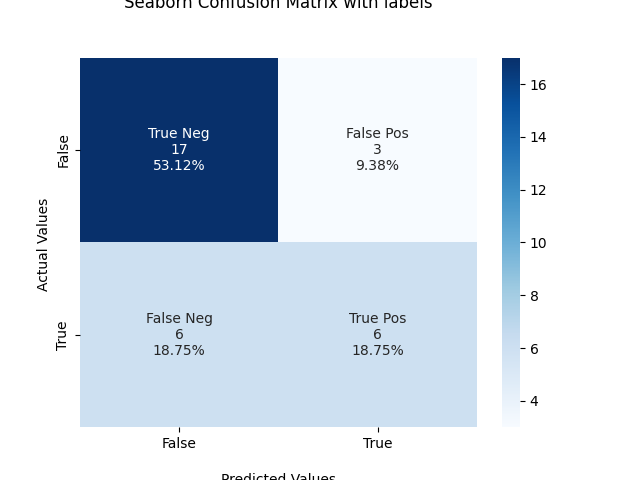 Seaborn Confusion Matrix with labels
True Neg
17
53.12%
False Pos
3
9.38%
False Neg
6
18.75%
True Pos
6
18.75%
False
True
Actual Values
False
True
Predicted Values
16
14
12
10
8
6
4